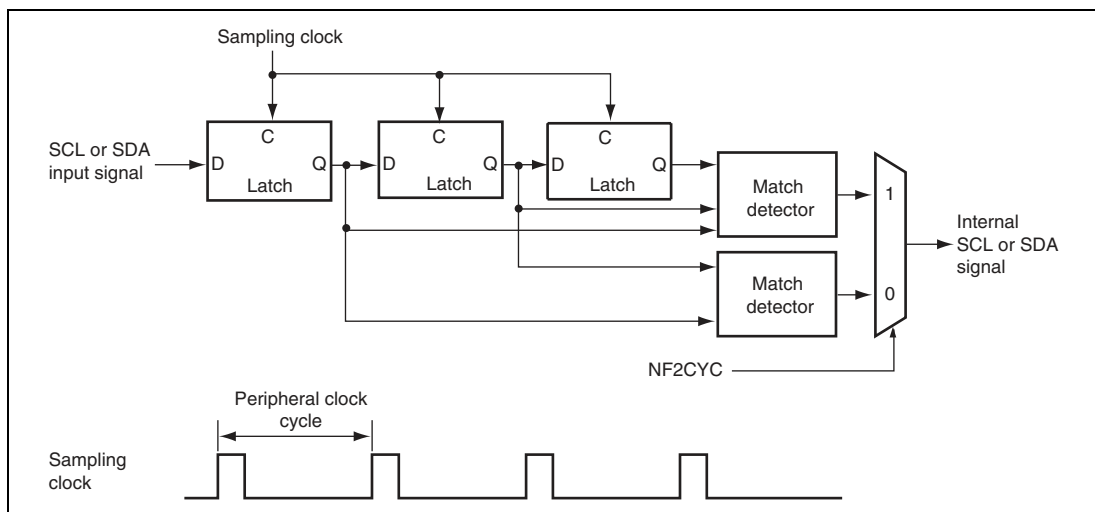 Sampling clock
C
C
C
SCL or SDA
input signal
D
Q
Latch
D
Q
Latch
D
Q
Latch
Match
detector
1
Internal
SCL or SDA
signal
Match
detector
0
NF2CYC
Peripheral clock
cycle
Sampling
clock